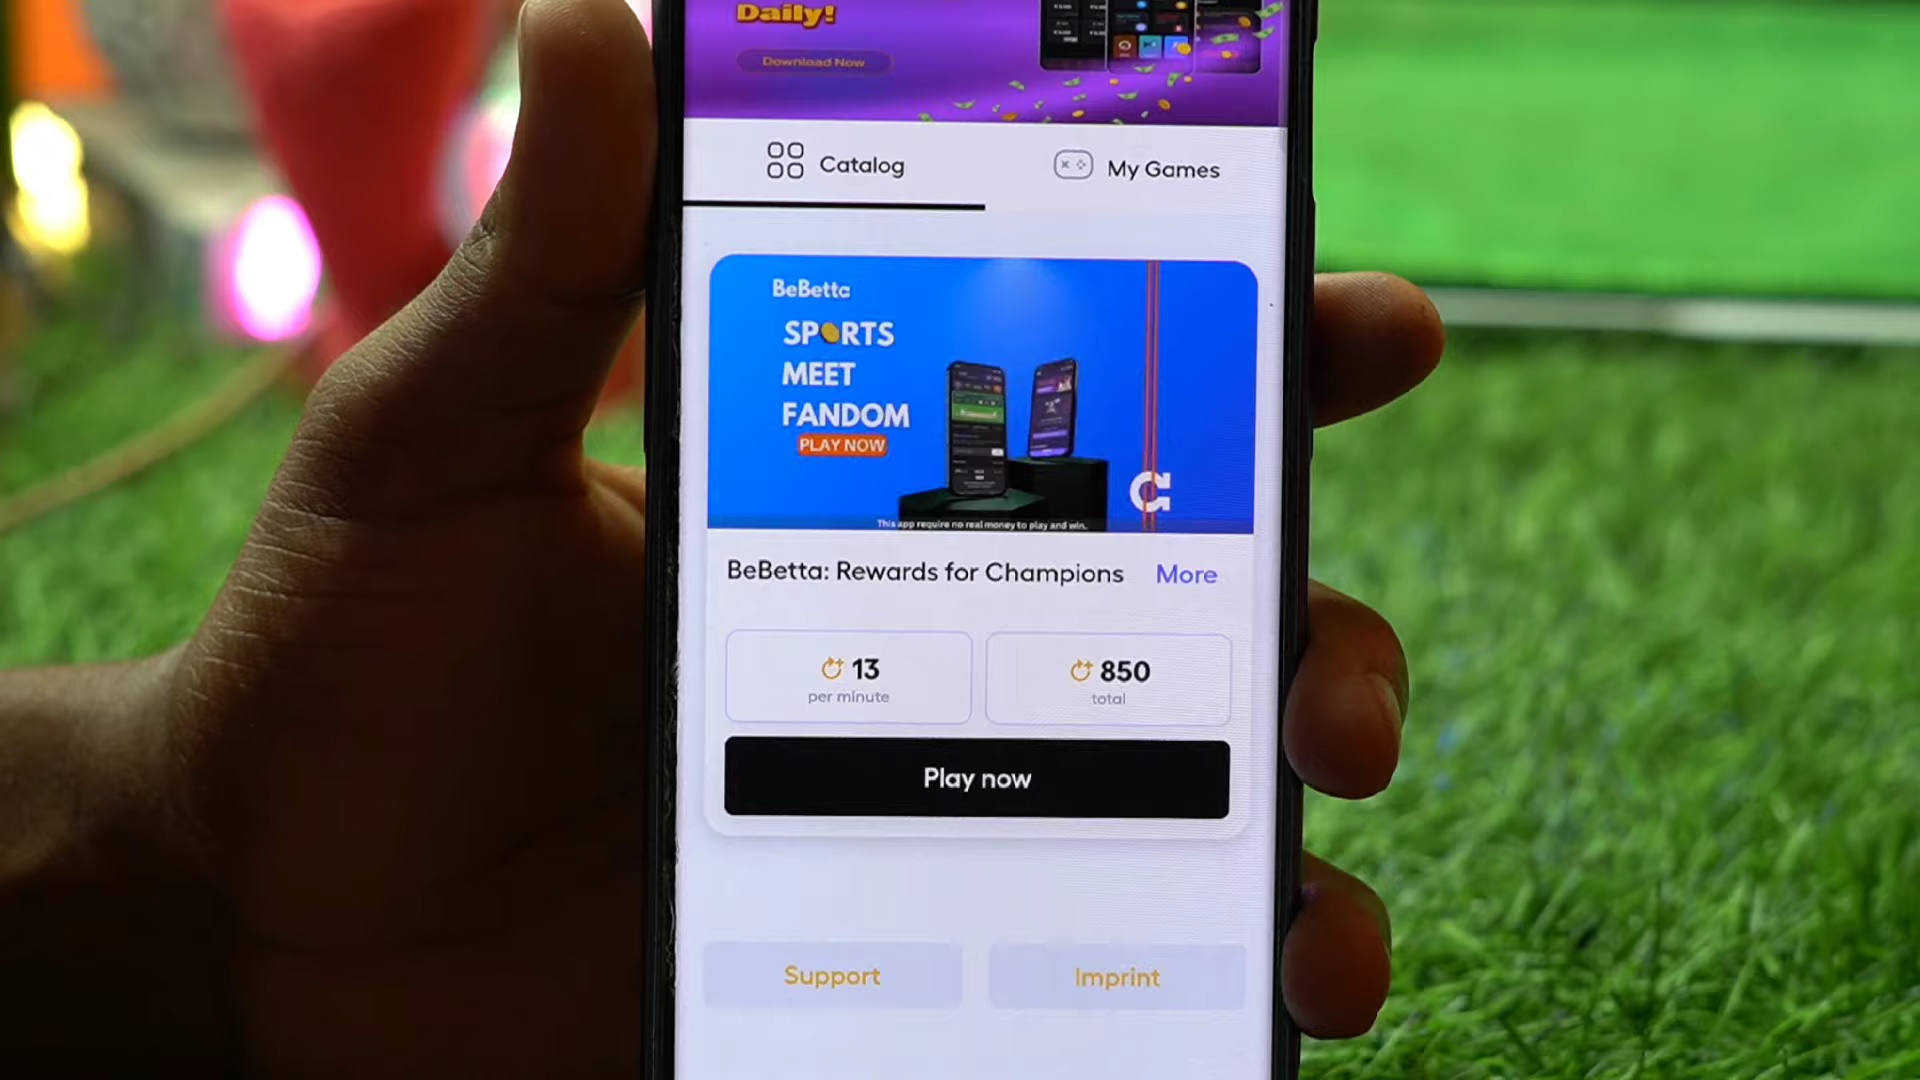 Daily!
Download Now
Catalog
My Games
BeBetta
SPORTS
MEET
FANDOM
PLAY NOW
This app require no real money to play and win.
BeBetta: Rewards for Champions
More
13
per minute
850
total
Play now
Support
Imprint